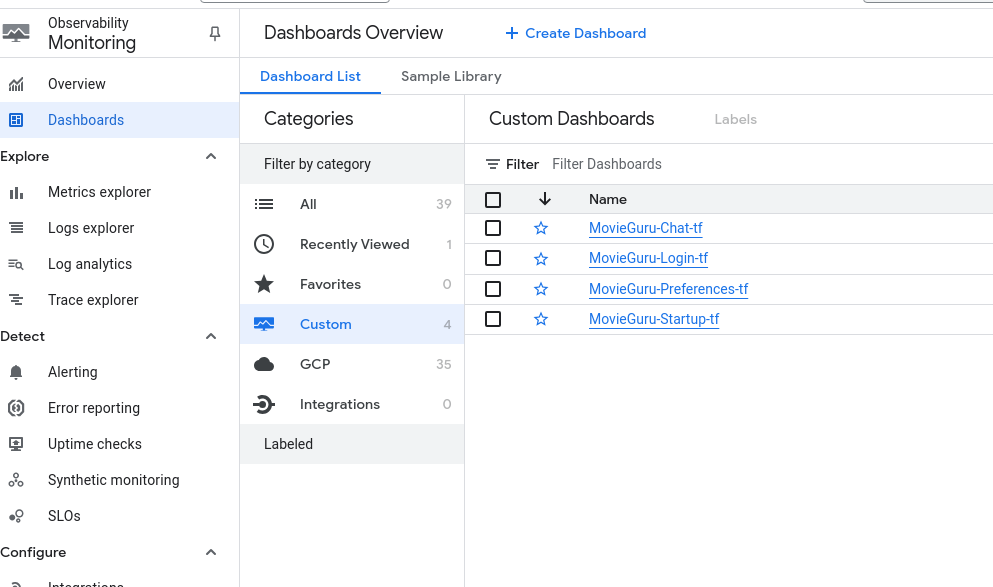 Observability
Monitoring
Overview
Dashboards
Explore
Metrics explorer
Logs explorer
Log analytics
Trace explorer
Detect
Alerting
Error reporting
Uptime checks
Synthetic monitoring
SLOs
Configure
Integrations
Dashboards Overview
Create Dashboard
Dashboard List
Sample Library
Categories
Filter by category
All 39
Recently Viewed 1
Favorites 0
Custom 4
GCP 35
Integrations 0
Labeled
Custom Dashboards
Labels
Filter Filter Dashboards
Name
MovieGuru-Chat-tf
MovieGuru-Login-tf
MovieGuru-Preferences-tf
MovieGuru-Startup-tf